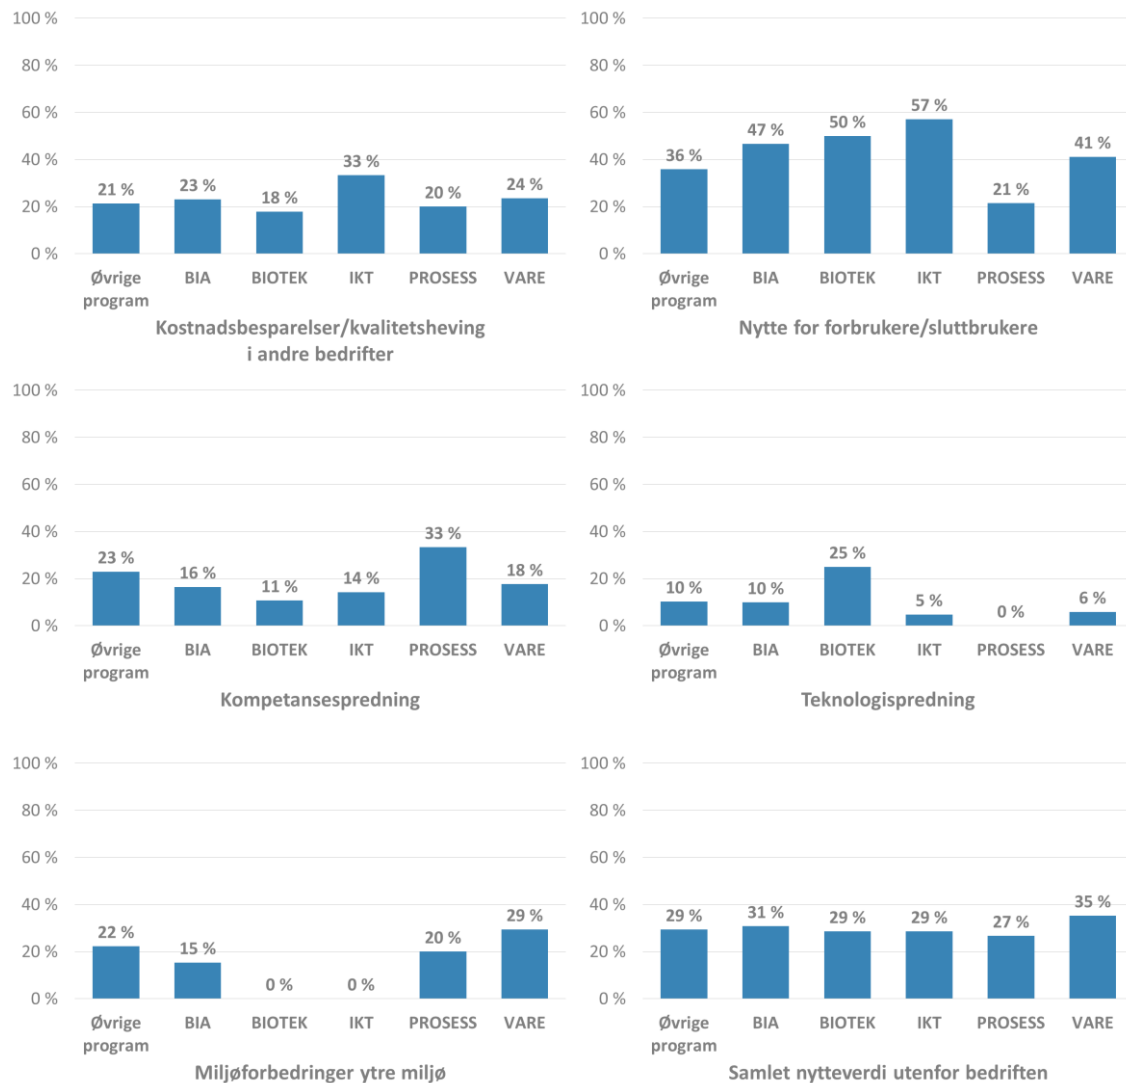 100 %
80 %
60 %
40 %
20 %
0 %
21 %
23 %
18 %
33 %
20 %
24 %
Øvrige program
BIA
BIOTEK
IKT
PROSESS
VARE
Kostnadsbesparelser/kvalitetsheving
i andre bedrifter
100 %
80 %
60 %
40 %
20 %
0 %
36 %
47 %
50 %
57 %
21 %
41 %
Øvrige program
BIA
BIOTEK
IKT
PROSESS
VARE
Nytte for forbrukere/sluttbrukere
100 %
80 %
60 %
40 %
20 %
0 %
23 %
16 %
11 %
14 %
33 %
18 %
Øvrige program
BIA
BIOTEK
IKT
PROSESS
VARE
Kompetansespredning
100 %
80 %
60 %
40 %
20 %
0 %
10 %
10 %
25 %
5 %
0 %
6 %
Øvrige program
BIA
BIOTEK
IKT
PROSESS
VARE
Teknologispredning
100 %
80 %
60 %
40 %
20 %
0 %
22 %
15 %
0 %
0 %
20 %
29 %
Øvrige program
BIA
BIOTEK
IKT
PROSESS
VARE
Miljøforbedringer ytre miljø
100 %
80 %
60 %
40 %
20 %
0 %
29 %
31 %
29 %
29 %
27 %
35 %
Øvrige program
BIA
BIOTEK
IKT
PROSESS
VARE
Samlet nytteverdi utenfor bedriften